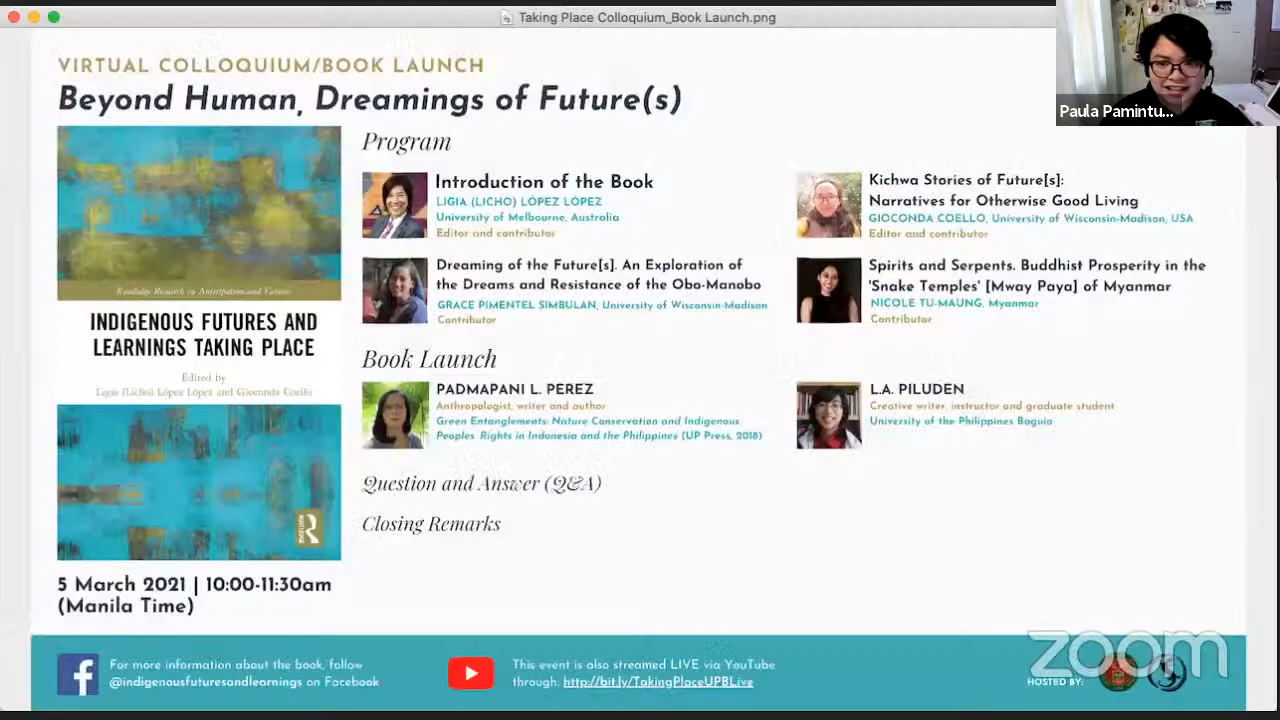 Taking Place Colloquium_Book Launch.png
Paula Pamintu...
VIRTUAL COLLOQUIUM/BOOK LAUNCH
Beyond Human, Dreamings of Future(s)
Routledge Research in Anticipation and Futures
INDIGENOUS FUTURES AND
LEARNINGS TAKING PLACE
Edited by
Ligia (Licho) López López and Gioconda Coello
ROUTLEDGE
5 March 2021 | 10:00-11:30am
(Manila Time)
Program
Introduction of the Book
LIGIA (LICHO) LÓPEZ LÓPEZ
University of Melbourne, Australia
Editor and contributor
Kichwa Stories of Future[s]:
Narratives for Otherwise Good Living
GIOCONDA COELLO, University of Wisconsin-Madison, USA
Editor and contributor
Dreaming of the Future[s]. An Exploration of
the Dreams and Resistance of the Obo-Manobo
GRACE PIMENTEL SIMBULAN, University of Wisconsin-Madison
Contributor
Spirits and Serpents. Buddhist Prosperity in the
'Snake Temples' [Mway Paya] of Myanmar
NICOLE TU-MAUNG, Myanmar
Contributor
Book Launch
PADMAPANI L. PEREZ
Anthropologist, writer and author
Green Entanglements: Nature Conservation and Indigenous
Peoples' Rights in Indonesia and the Philippines (UP Press, 2018)
L.A. PILUDEN
Creative writer, instructor and graduate student
University of the Philippines Baguio
Question and Answer (Q&A)
Closing Remarks
For more information about the book, follow
@indigenousfuturesandlearnings on Facebook
This event is also streamed LIVE via YouTube
through: http://bit.ly/TakingPlaceUPBLive
HOSTED BY:
zoom